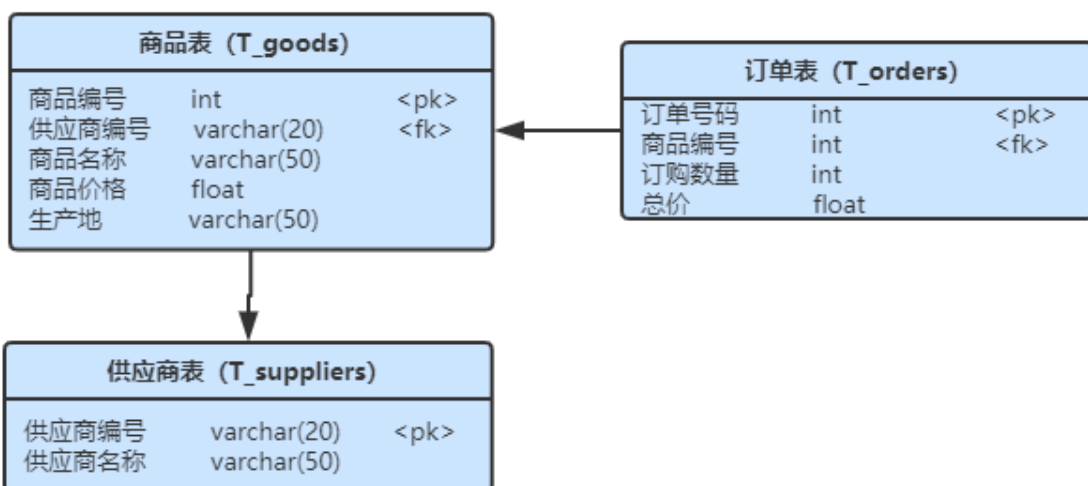 商品表（T_goods）
商品编号 int <pk>
供应商编号 varchar(20) <fk>
商品名称 varchar(50)
商品价格 float
生产地 varchar(50)
订单表（T_orders）
订单号码 int <pk>
商品编号 int <fk>
订购数量 int
总价 float
供应商表（T_suppliers）
供应商编号 varchar(20) <pk>
供应商名称 varchar(50)